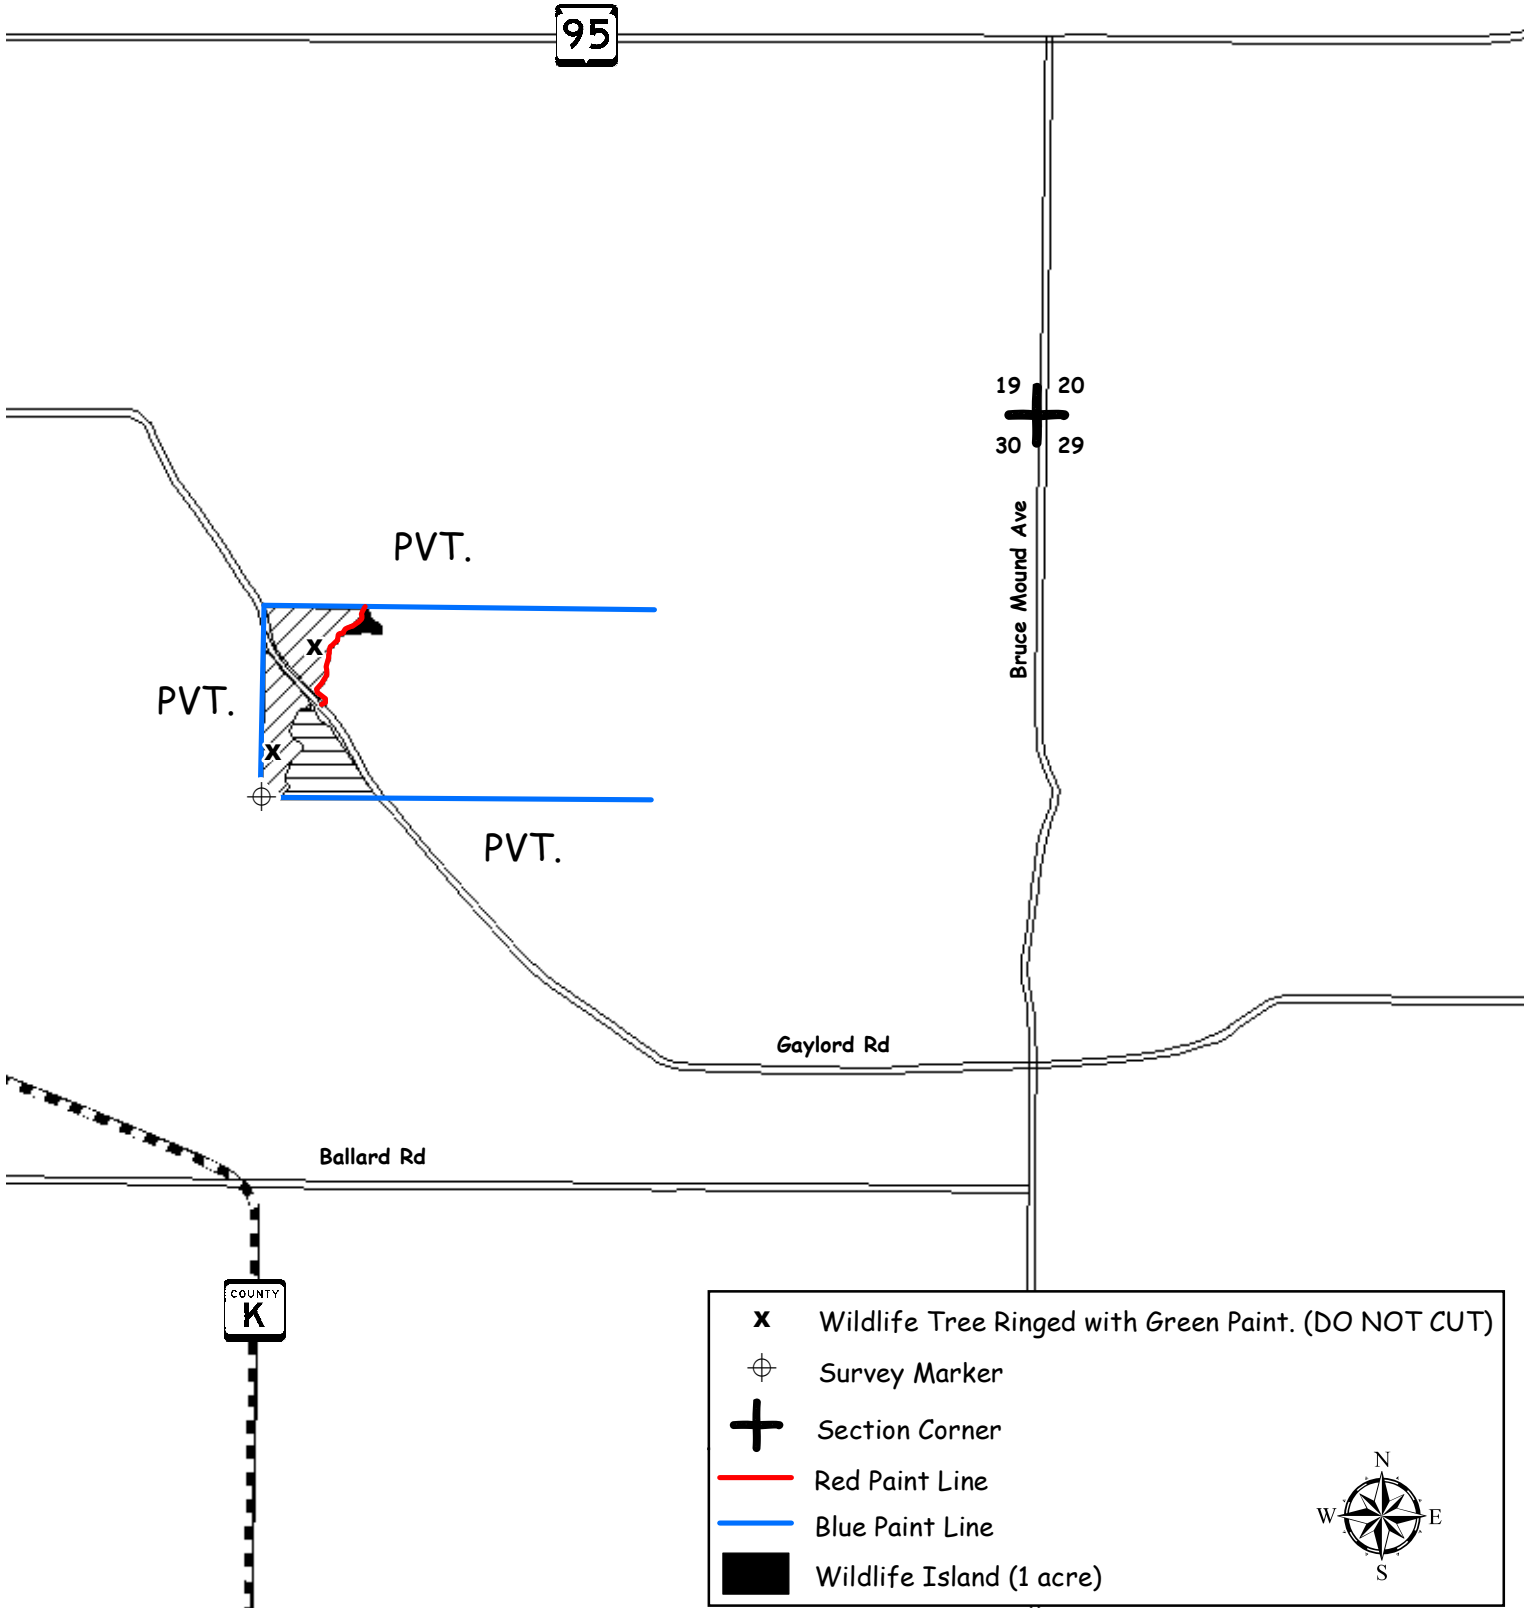 95
19 20
30 29
Bruce Mound Ave
PVT.
PVT.
PVT.
Gaylord Rd
Ballard Rd
COUNTY
K
x
x
x Wildlife Tree Ringed with Green Paint. (DO NOT CUT)
Survey Marker
Section Corner
Red Paint Line
Blue Paint Line
Wildlife Island (1 acre)
N
W E
S